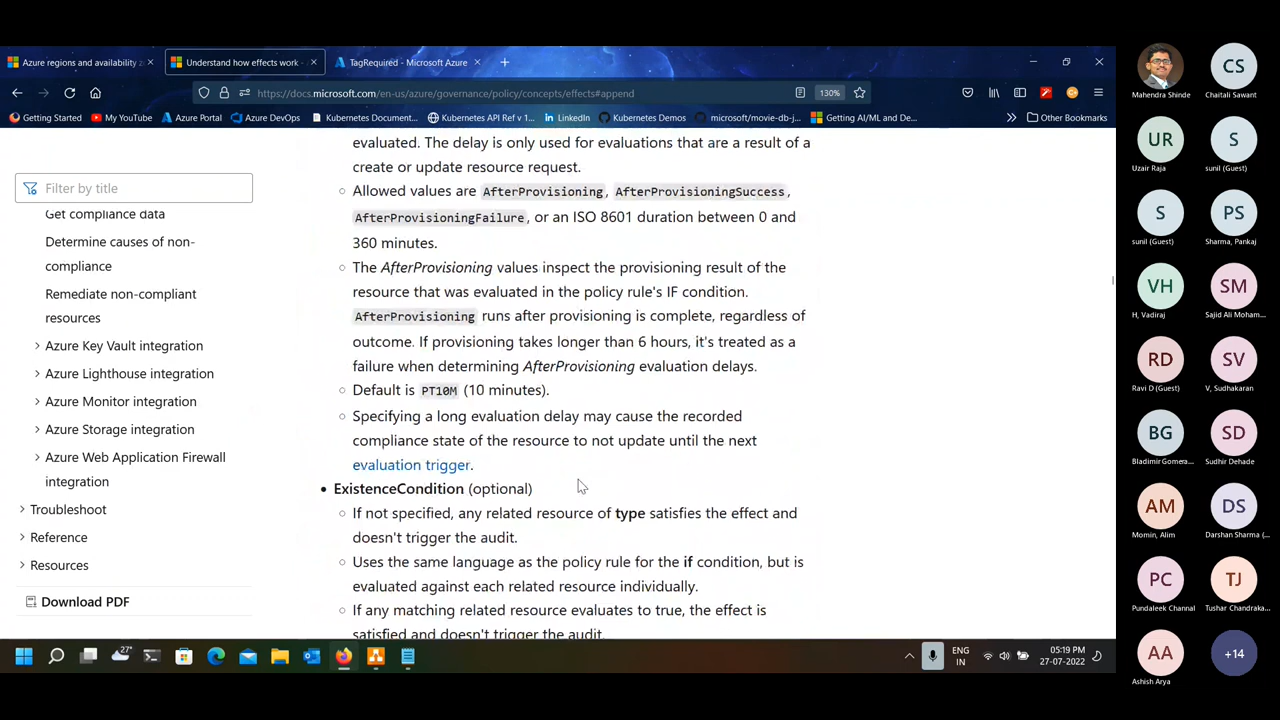 Azure regions and availability z
Understand how effects work -
TagRequired - Microsoft Azure
https://docs.microsoft.com/en-us/azure/governance/policy/concepts/effects#append
130%
Getting Started
My YouTube
Azure Portal
Azure DevOps
Kubernetes Document...
Kubernetes API Ref v 1...
LinkedIn
Kubernetes Demos
microsoft/movie-db-j...
Getting AI/ML and De...
Other Bookmarks
Filter by title
Get compliance data
Determine causes of non-
compliance
Remediate non-compliant
resources
Azure Key Vault integration
Azure Lighthouse integration
Azure Monitor integration
Azure Storage integration
Azure Web Application Firewall
integration
Troubleshoot
Reference
Resources
Download PDF
evaluated. The delay is only used for evaluations that are a result of a
create or update resource request.
Allowed values are AfterProvisioning, AfterProvisioningSuccess,
AfterProvisioningFailure, or an ISO 8601 duration between 0 and
360 minutes.
The AfterProvisioning values inspect the provisioning result of the
resource that was evaluated in the policy rule's IF condition.
AfterProvisioning runs after provisioning is complete, regardless of
outcome. If provisioning takes longer than 6 hours, it's treated as a
failure when determining AfterProvisioning evaluation delays.
Default is PT10M (10 minutes).
Specifying a long evaluation delay may cause the recorded
compliance state of the resource to not update until the next
evaluation trigger.
ExistenceCondition (optional)
If not specified, any related resource of type satisfies the effect and
doesn't trigger the audit.
Uses the same language as the policy rule for the if condition, but is
evaluated against each related resource individually.
If any matching related resource evaluates to true, the effect is
satisfied and doesn't trigger the audit.
27°
ENG
IN
05:19 PM
27-07-2022
Mahendra Shinde
CS
Chaitali Sawant
UR
Uzair Raja
S
sunil (Guest)
S
sunil (Guest)
PS
Sharma, Pankaj
VH
H, Vadiraj
SM
Sajid Ali Moham...
RD
Ravi D (Guest)
SV
V, Sudhakaran
BG
Bladimir Gomera...
SD
Sudhir Dehade
AM
Momin, Alim
DS
Darshan Sharma (...
PC
Pundaleek Channal
TJ
Tushar Chandraka...
AA
Ashish Arya
+14